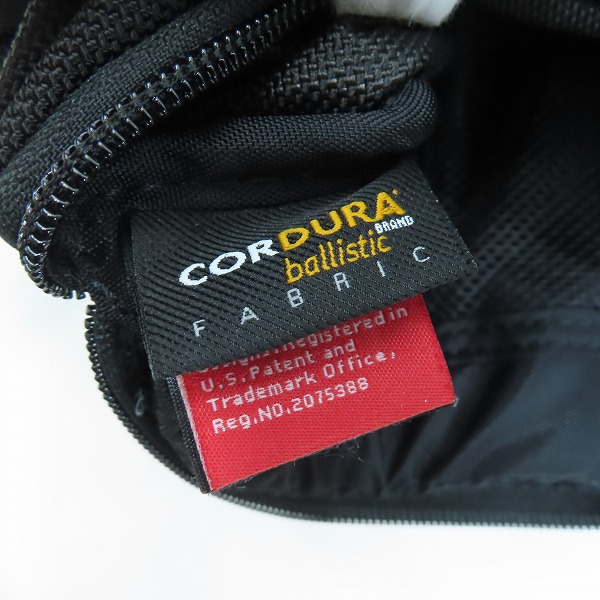 CORDURA
BRAND
ballistic
FABRIC
Registered in
U.S. Patent and
Trademark Office,
Reg.NO.2075388